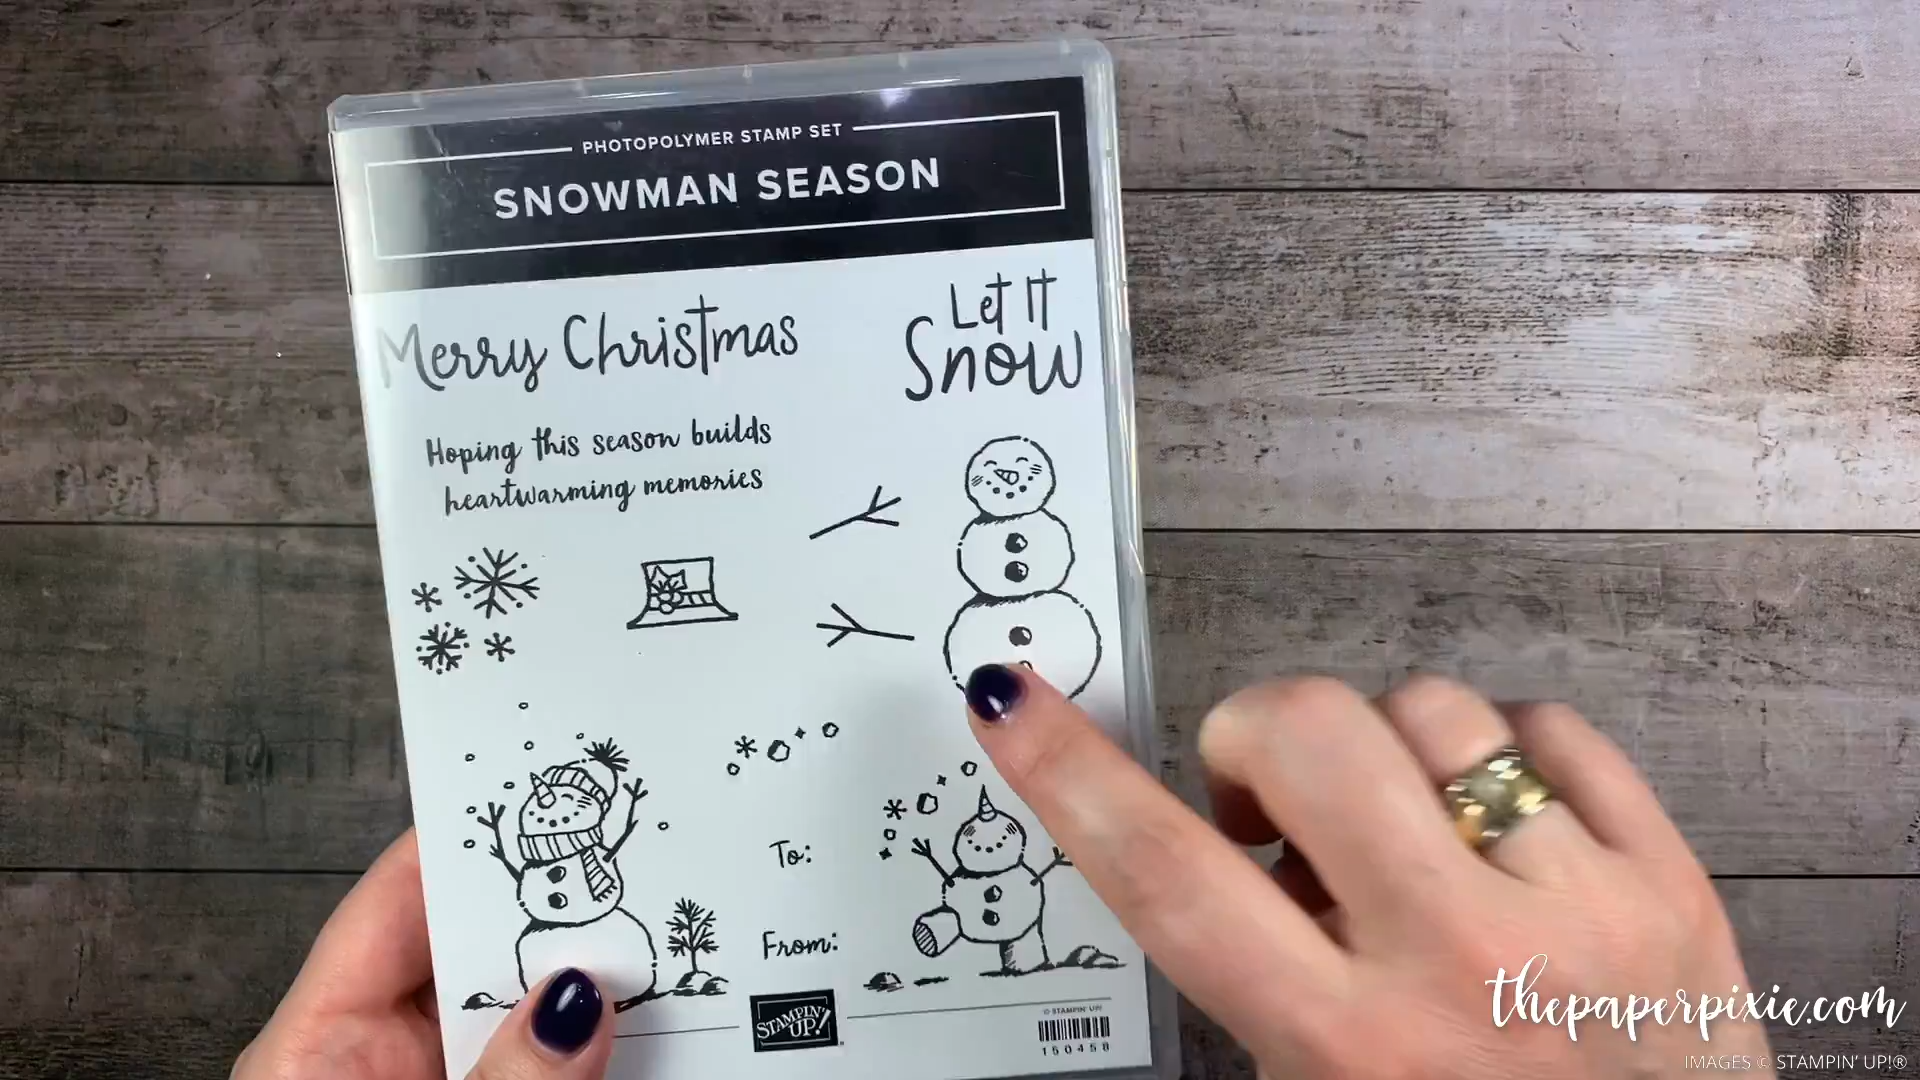 PHOTOPOLYMER STAMP SET
SNOWMAN SEASON
Merry Christmas
Let It
Snow
Hoping this season builds
heartwarming memories
To:
From:
STAMPIN'
UP!
© STAMPIN' UP!
150458
thepaperpixie.com
IMAGES © STAMPIN' UP!®